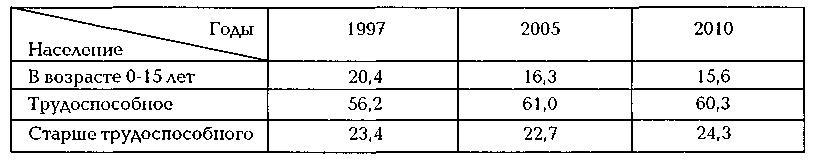 Годы 1997 2005 2010
Население
В возрасте 0-15 лет 20,4 16,3 15,6
Трудоспособное 56,2 61,0 60,3
Старше трудоспособного 23,4 22,7 24,3